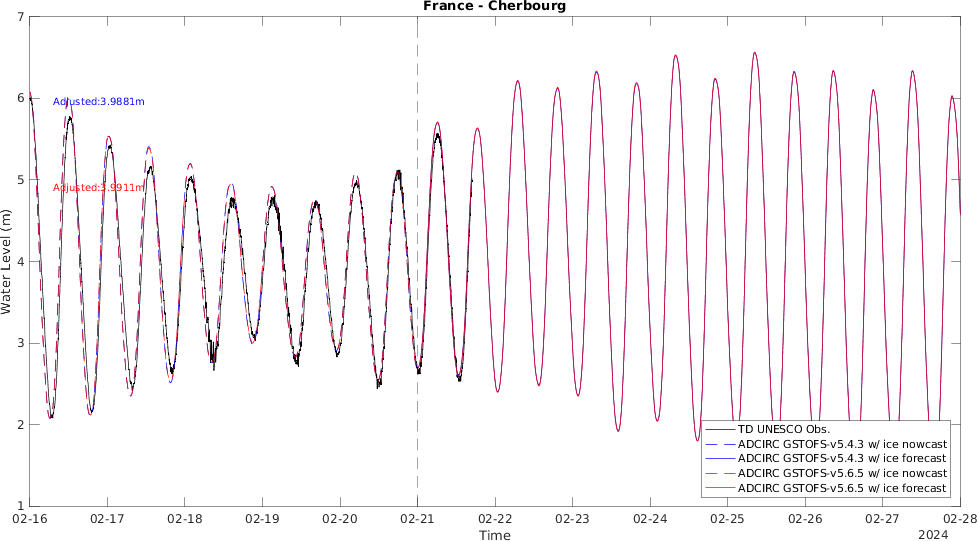 France - Cherbourg
7
6
5
4
3
2
1
Water Level (m)
Adjusted:3.9881m
Adjusted:3.9911m
TD UNESCO Obs.
ADCIRC GSTOFS-v5.4.3 w/ ice nowcast
ADCIRC GSTOFS-v5.4.3 w/ ice forecast
ADCIRC GSTOFS-v5.6.5 w/ ice nowcast
ADCIRC GSTOFS-v5.6.5 w/ ice forecast
02-16 02-17 02-18 02-19 02-20 02-21 02-22 02-23 02-24 02-25 02-26 02-27 02-28
Time
2024